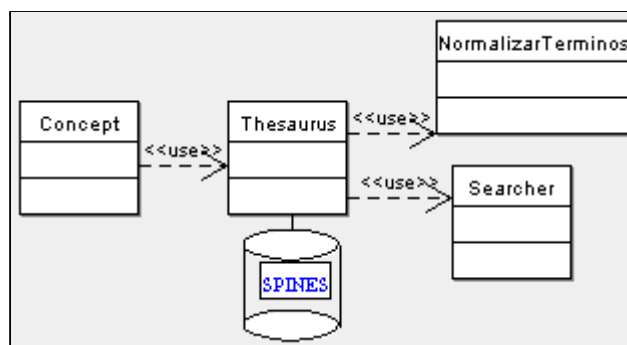 NormalizarTerminos
Concept
<<use>>
Thesaurus
<<use>>
<<use>>
Searcher
SPINES